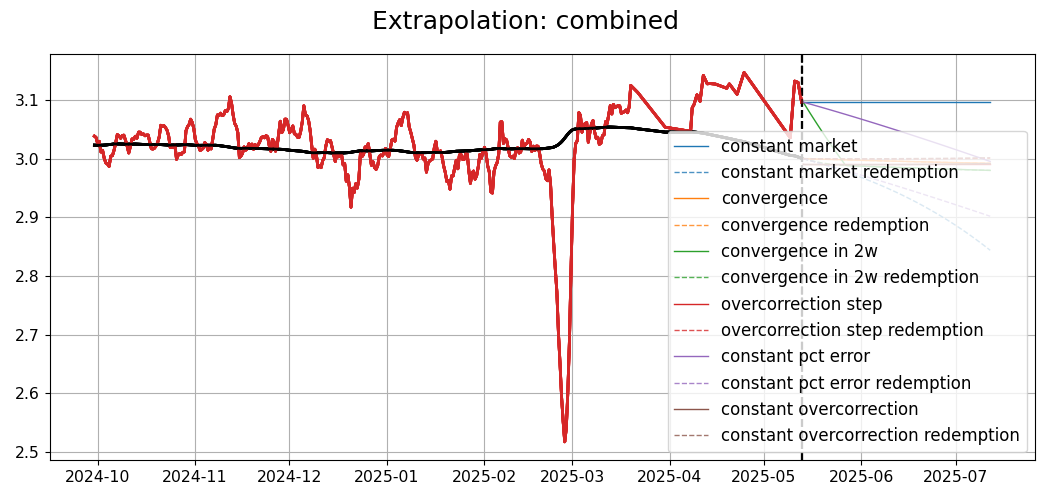 Extrapolation: combined
3.1
3.0
2.9
2.8
2.7
2.6
2.5
constant market
constant market redemption
convergence
convergence redemption
convergence in 2w
convergence in 2w redemption
overcorrection step
overcorrection step redemption
constant pct error
constant pct error redemption
constant overcorrection
constant overcorrection redemption
2024-10 2024-11 2024-12 2025-01 2025-02 2025-03 2025-04 2025-05 2025-06 2025-07